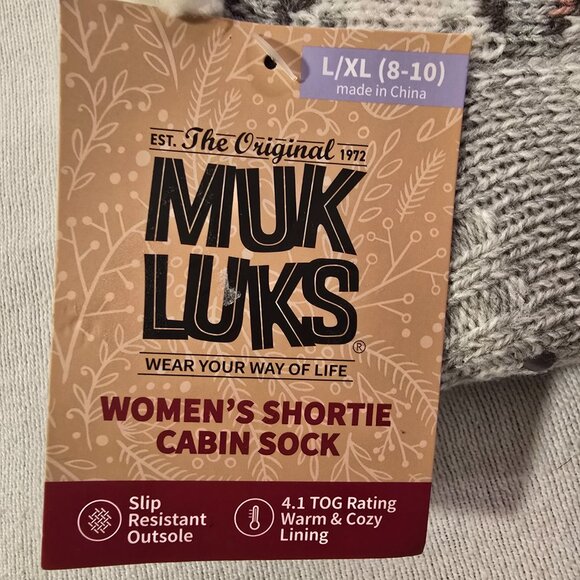 L/XL (8-10)
made in China
EST. The Original 1972
MUK
LUKS®
WEAR YOUR WAY OF LIFE
WOMEN'S SHORTIE
CABIN SOCK
Slip
Resistant
Outsole
4.1 TOG Rating
Warm & Cozy
Lining